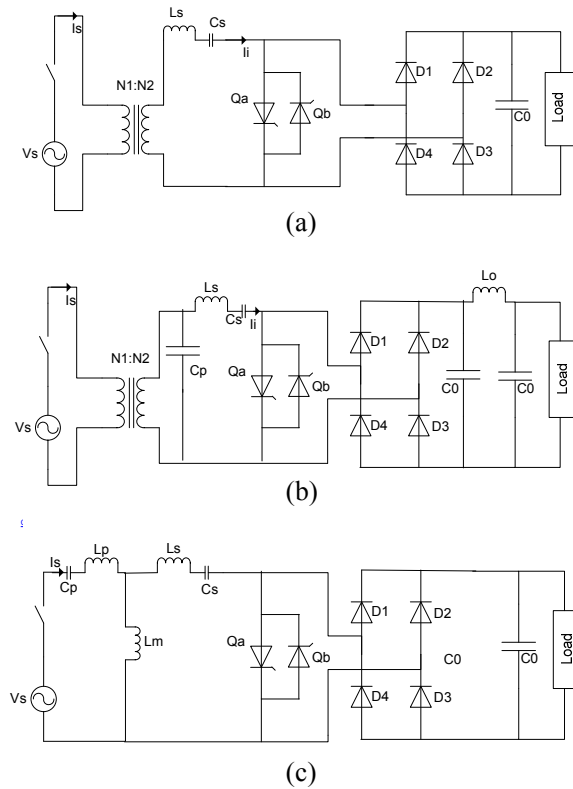 Ls
Cs
Is
Ii
N1:N2
Qa
Qb
D1
D2
C0
Load
Vs
D4
D3
(a)
Ls
Is
Cs
Ii
Lo
N1:N2
Cp
Qa
Qb
D1
D2
C0
C0
Load
Vs
D4
D3
(b)
Lp
Ls
Is
Cp
Cs
D1
D2
Lm
Qa
Qb
C0
C0
Load
Vs
D4
D3
(c)